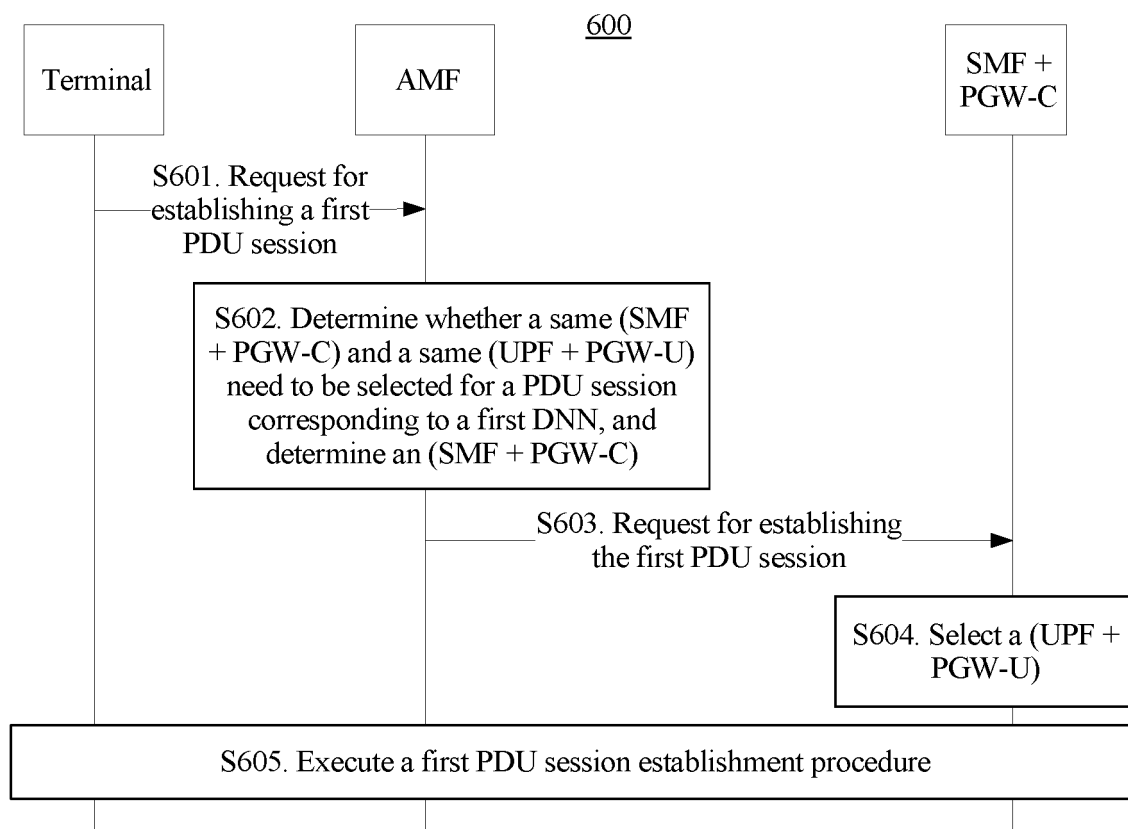 600
Terminal
AMF
SMF +
PGW-C
S601. Request for
establishing a first
PDU session
S602. Determine whether a same (SMF
+ PGW-C) and a same (UPF + PGW-U)
need to be selected for a PDU session
corresponding to a first DNN, and
determine an (SMF + PGW-C)
S603. Request for establishing
the first PDU session
S604. Select a (UPF +
PGW-U)
S605. Execute a first PDU session establishment procedure